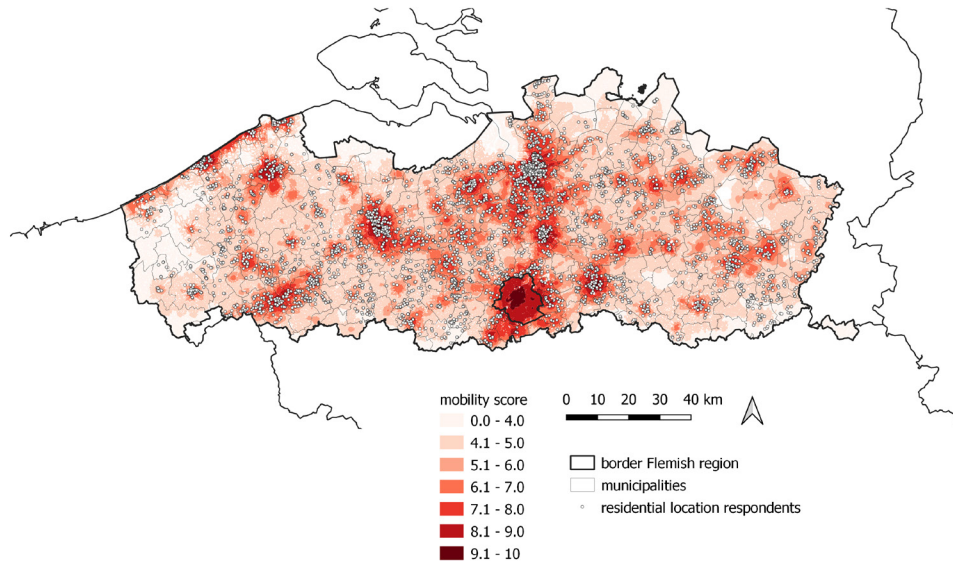 mobility score
0.0 - 4.0
4.1 - 5.0
5.1 - 6.0
6.1 - 7.0
7.1 - 8.0
8.1 - 9.0
9.1 - 10
0 10 20 30 40 km
border Flemish region
municipalities
residential location respondents